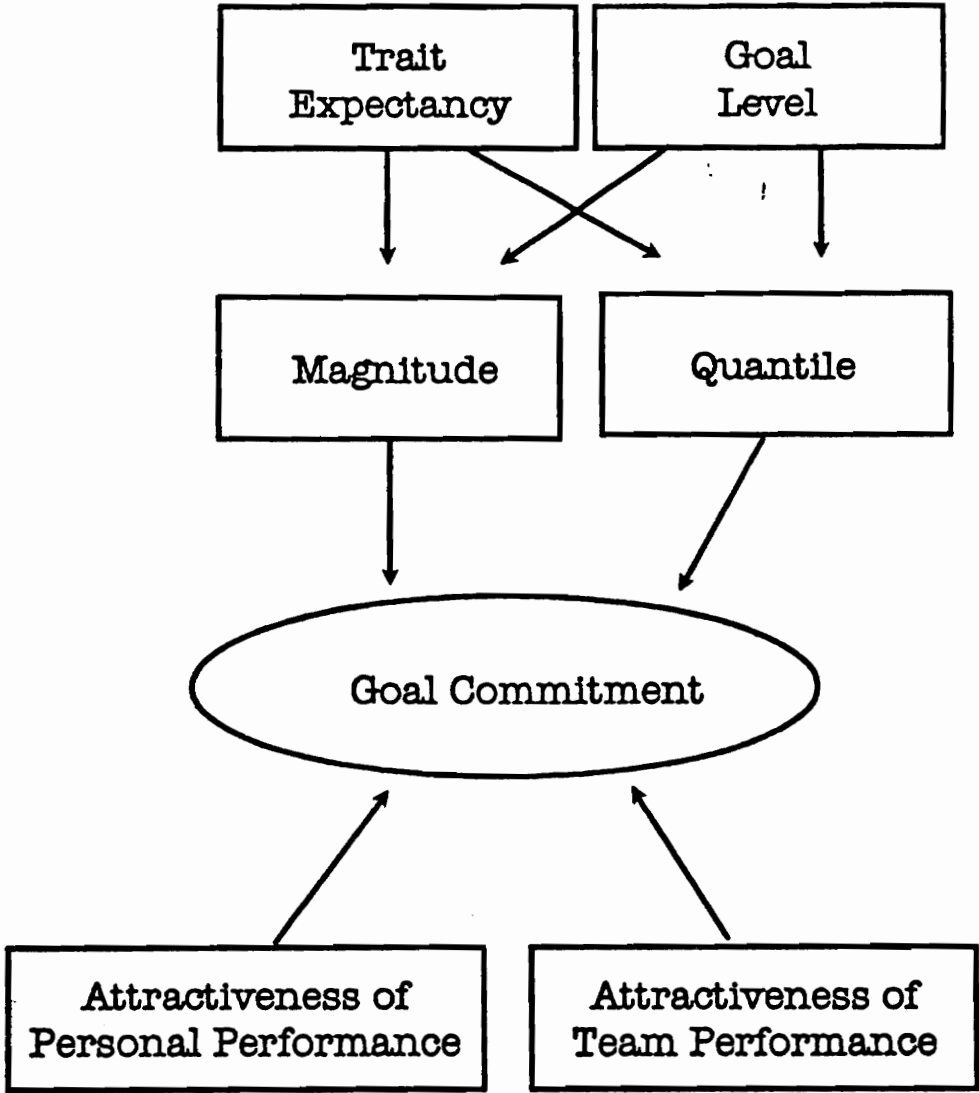 Trait
Expectancy
Goal
Level
Magnitude
Quantile
Goal Commitment
Attractiveness of
Personal Performance
Attractiveness of
Team Performance